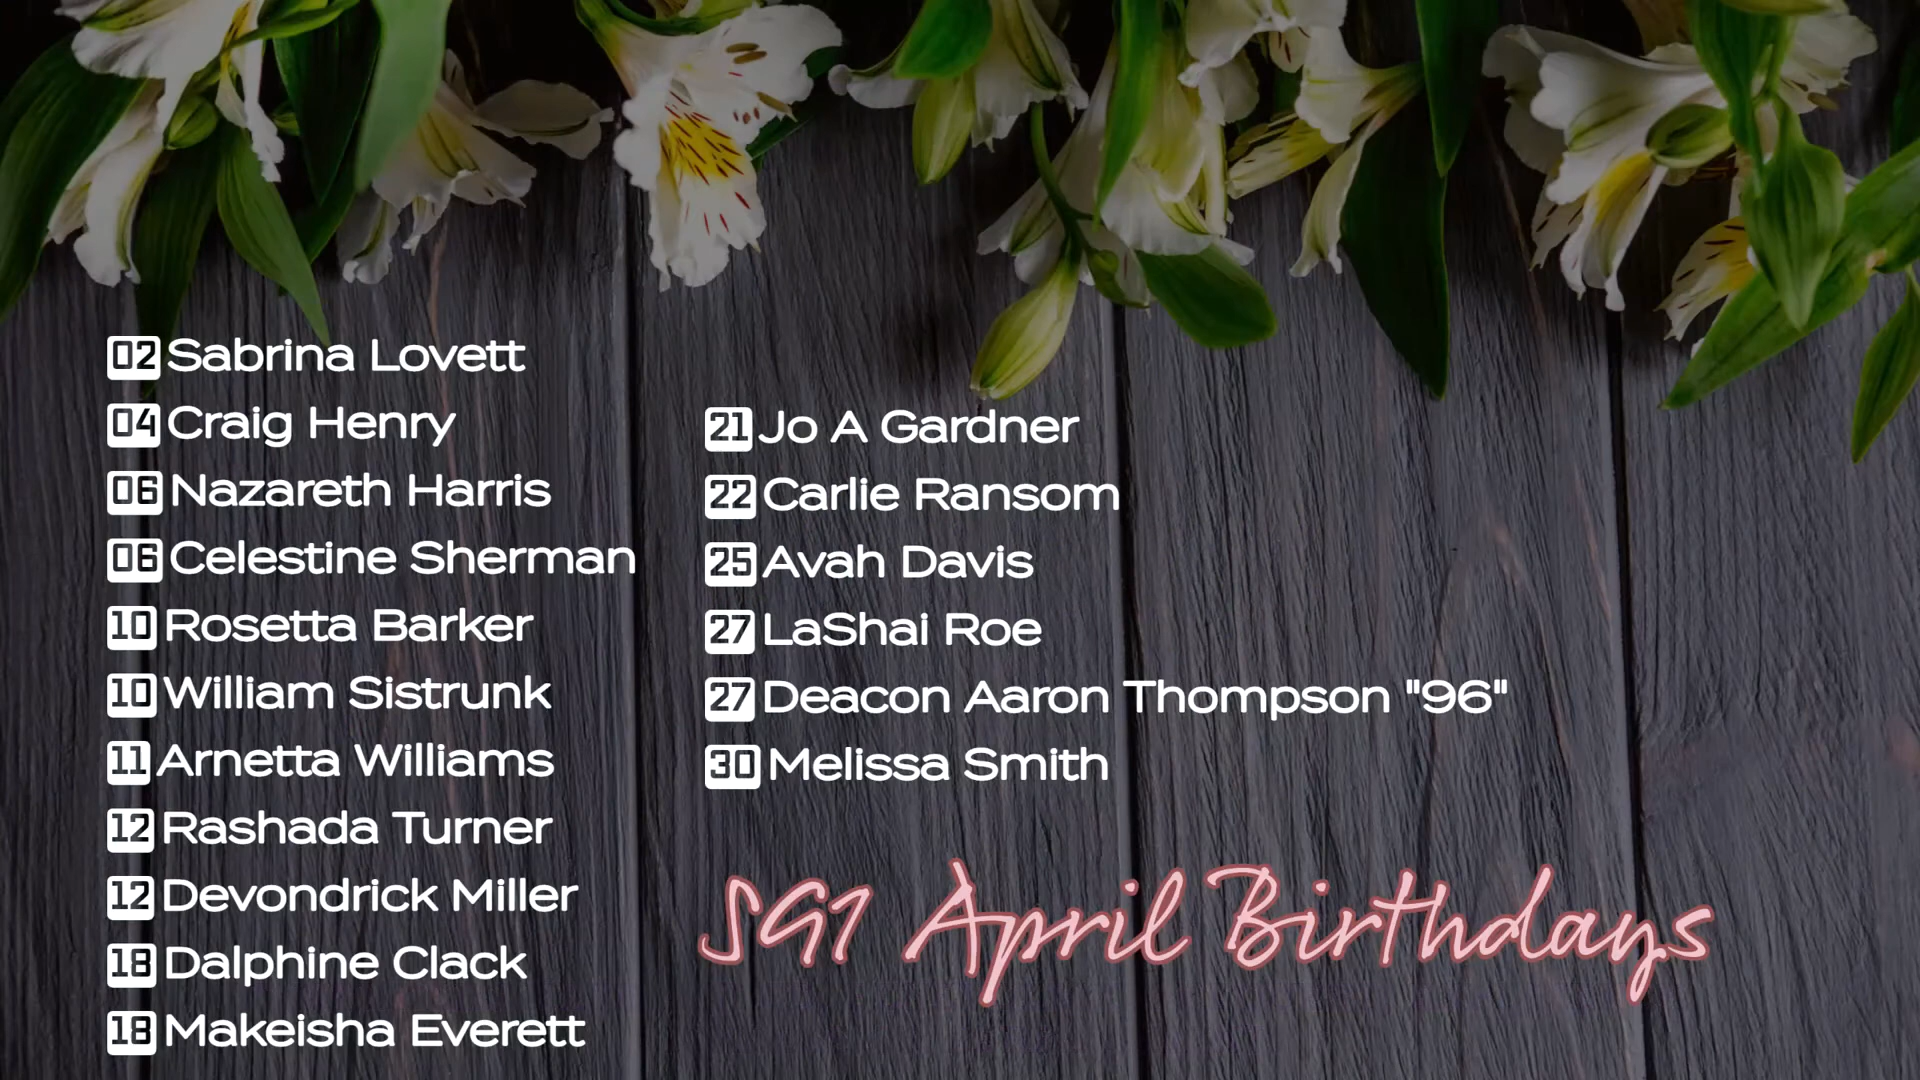 02 Sabrina Lovett
04 Craig Henry
06 Nazareth Harris
06 Celestine Sherman
10 Rosetta Barker
10 William Sistrunk
11 Arnetta Williams
12 Rashada Turner
12 Devondrick Miller
18 Dalphine Clack
18 Makeisha Everett
21 Jo A Gardner
22 Carlie Ransom
25 Avah Davis
27 LaShai Roe
27 Deacon Aaron Thompson "96"
30 Melissa Smith
SG1 April Birthdays